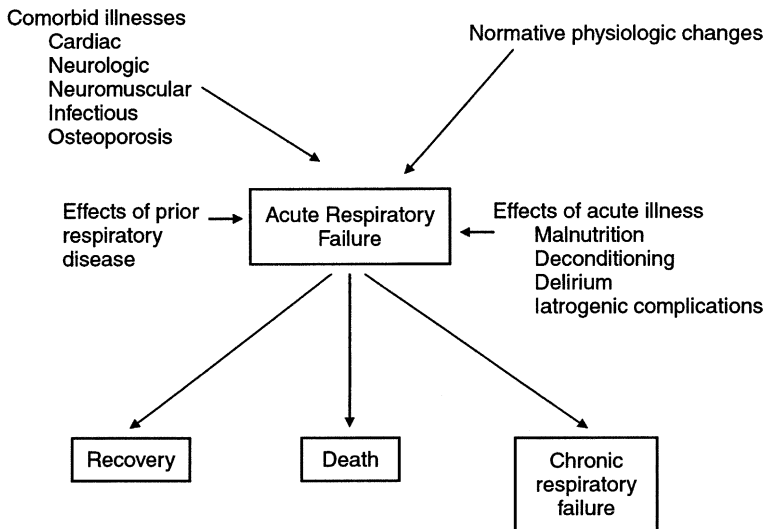 Comorbid illnesses
Cardiac
Neurologic
Neuromuscular
Infectious
Osteoporosis
Normative physiologic changes
Effects of prior
respiratory
disease
Acute Respiratory
Failure
Effects of acute illness
Malnutrition
Deconditioning
Delirium
Iatrogenic complications
Recovery
Death
Chronic
respiratory
failure